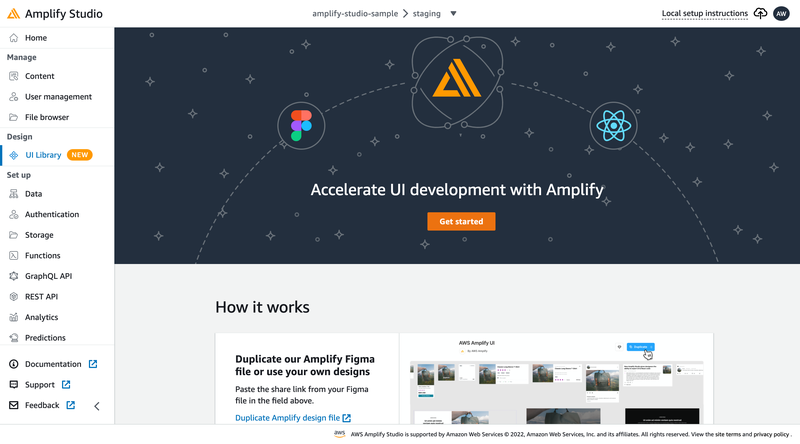 Amplify Studio
amplify-studio-sample
staging
Local setup instructions
AW
Home
Manage
Content
User management
File browser
Design
UI Library
NEW
Set up
Data
Authentication
Storage
Functions
GraphQL API
REST API
Analytics
Predictions
Documentation
Support
Feedback
Accelerate UI development with Amplify
Get started
How it works
Duplicate our Amplify Figma
file or use your own designs
Paste the share link from your Figma
file in the field above.
Duplicate Amplify design file
AWS Amplify UI
By AWS Amplify
Duplicate
aws
AWS Amplify Studio is supported by Amazon Web Services © 2022, Amazon Web Services, Inc. and its affiliates. All rights reserved. View the site terms and privacy policy .